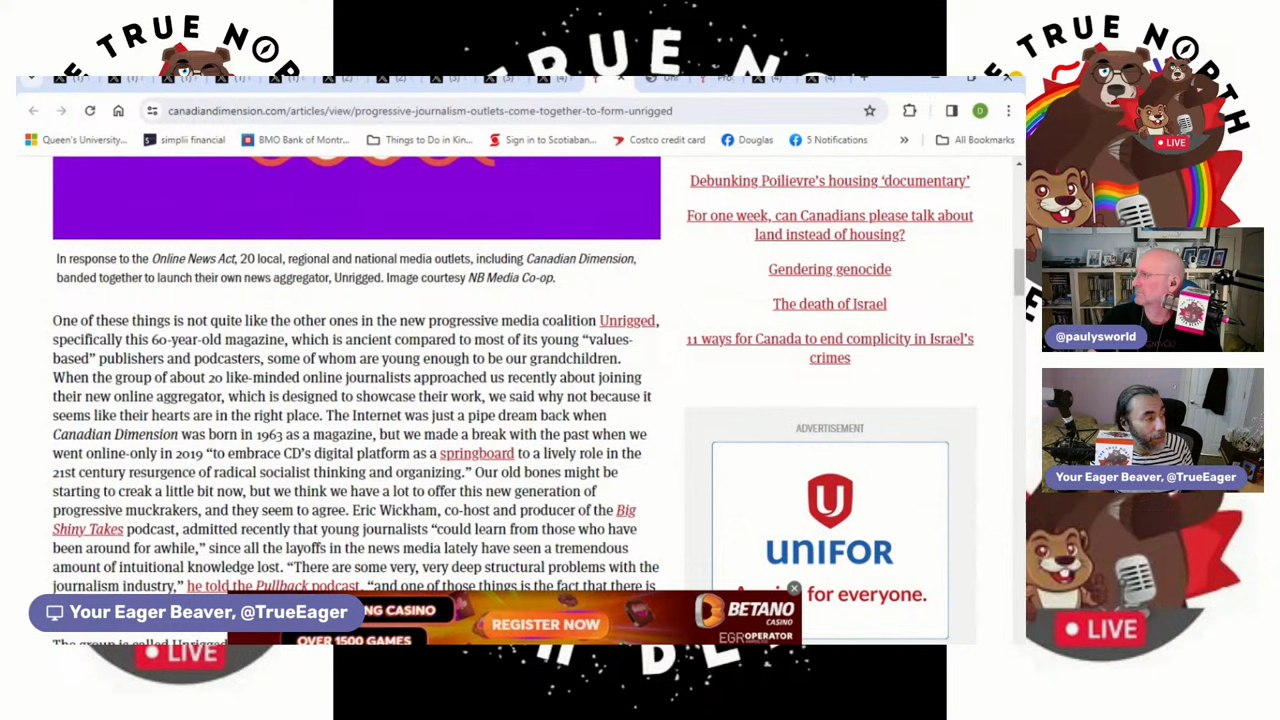 TRUE NO
TRUE NO
E TRUE NORTH
LIVE
canadiandimension.com/articles/view/progressive-journalism-outlets-come-together-to-form-unrigged
D
Queen's University...
simplii financial
BMO Bank of Montr...
Things to Do in Kin...
Sign in to Scotiaban...
Costco credit card
Douglas
5 Notifications
»
All Bookmarks
In response to the Online News Act, 20 local, regional and national media outlets, including Canadian Dimension,
banded together to launch their own news aggregator, Unrigged. Image courtesy NB Media Co-op.
One of these things is not quite like the other ones in the new progressive media coalition Unrigged,
specifically this 60-year-old magazine, which is ancient compared to most of its young “values-
based” publishers and podcasters, some of whom are young enough to be our grandchildren.
When the group of about 20 like-minded online journalists approached us recently about joining
their new online aggregator, which is designed to showcase their work, we said why not because it
seems like their hearts are in the right place. The Internet was just a pipe dream back when
Canadian Dimension was born in 1963 as a magazine, but we made a break with the past when we
went online-only in 2019 “to embrace CD’s digital platform as a springboard to a lively role in the
21st century resurgence of radical socialist thinking and organizing.” Our old bones might be
starting to creak a little bit now, but we think we have a lot to offer this new generation of
progressive muckrakers, and they seem to agree. Eric Wickham, co-host and producer of the Big
Shiny Takes podcast, admitted recently that young journalists “could learn from those who have
been around for awhile,” since all the layoffs in the news media lately have seen a tremendous
amount of intuitional knowledge lost. “There are some very, very deep structural problems with the
journalism industry,” he told the Pullback podcast, “and one of those things is the fact that there is
The group is called Unrigged
Debunking Poilievre’s housing ‘documentary’
For one week, can Canadians please talk about
land instead of housing?
Gendering genocide
The death of Israel
11 ways for Canada to end complicity in Israel’s
crimes
ADVERTISEMENT
U
UNIFOR
for everyone.
NG CASINO
OVER 1500 GAMES
REGISTER NOW
BETANO
CASINO
EGR OPERATOR
@paulysworld
Your Eager Beaver, @TrueEager
Your Eager Beaver, @TrueEager
LIVE
LIVE